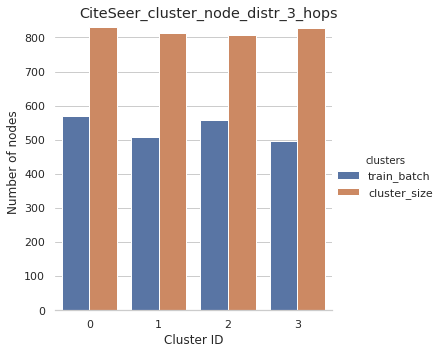 CiteSeer_cluster_node_distr_3_hops
800
700
600
500
400
300
200
100
0
Number of nodes
0 1 2 3
Cluster ID
clusters
train_batch
cluster_size